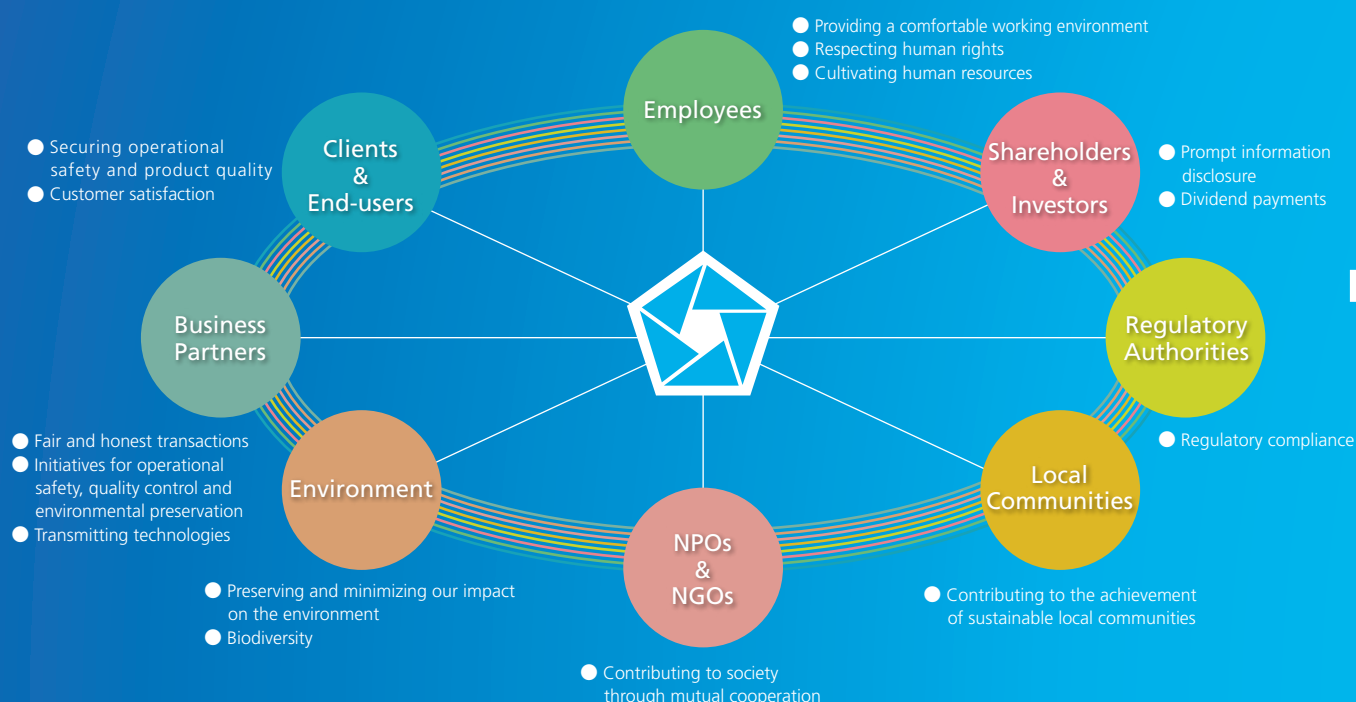 ● Providing a comfortable working environment
● Respecting human rights
● Cultivating human resources
Employees
Clients
&
End-users
● Securing operational
safety and product quality
● Customer satisfaction
Shareholders
&
Investors
● Prompt information
disclosure
● Dividend payments
Business
Partners
● Fair and honest transactions
● Initiatives for operational
safety, quality control and
environmental preservation
● Transmitting technologies
Regulatory
Authorities
● Regulatory compliance
Environment
● Preserving and minimizing our impact
on the environment
● Biodiversity
Local
Communities
● Contributing to the achievement
of sustainable local communities
NPOs
&
NGOs
● Contributing to society
through mutual cooperation